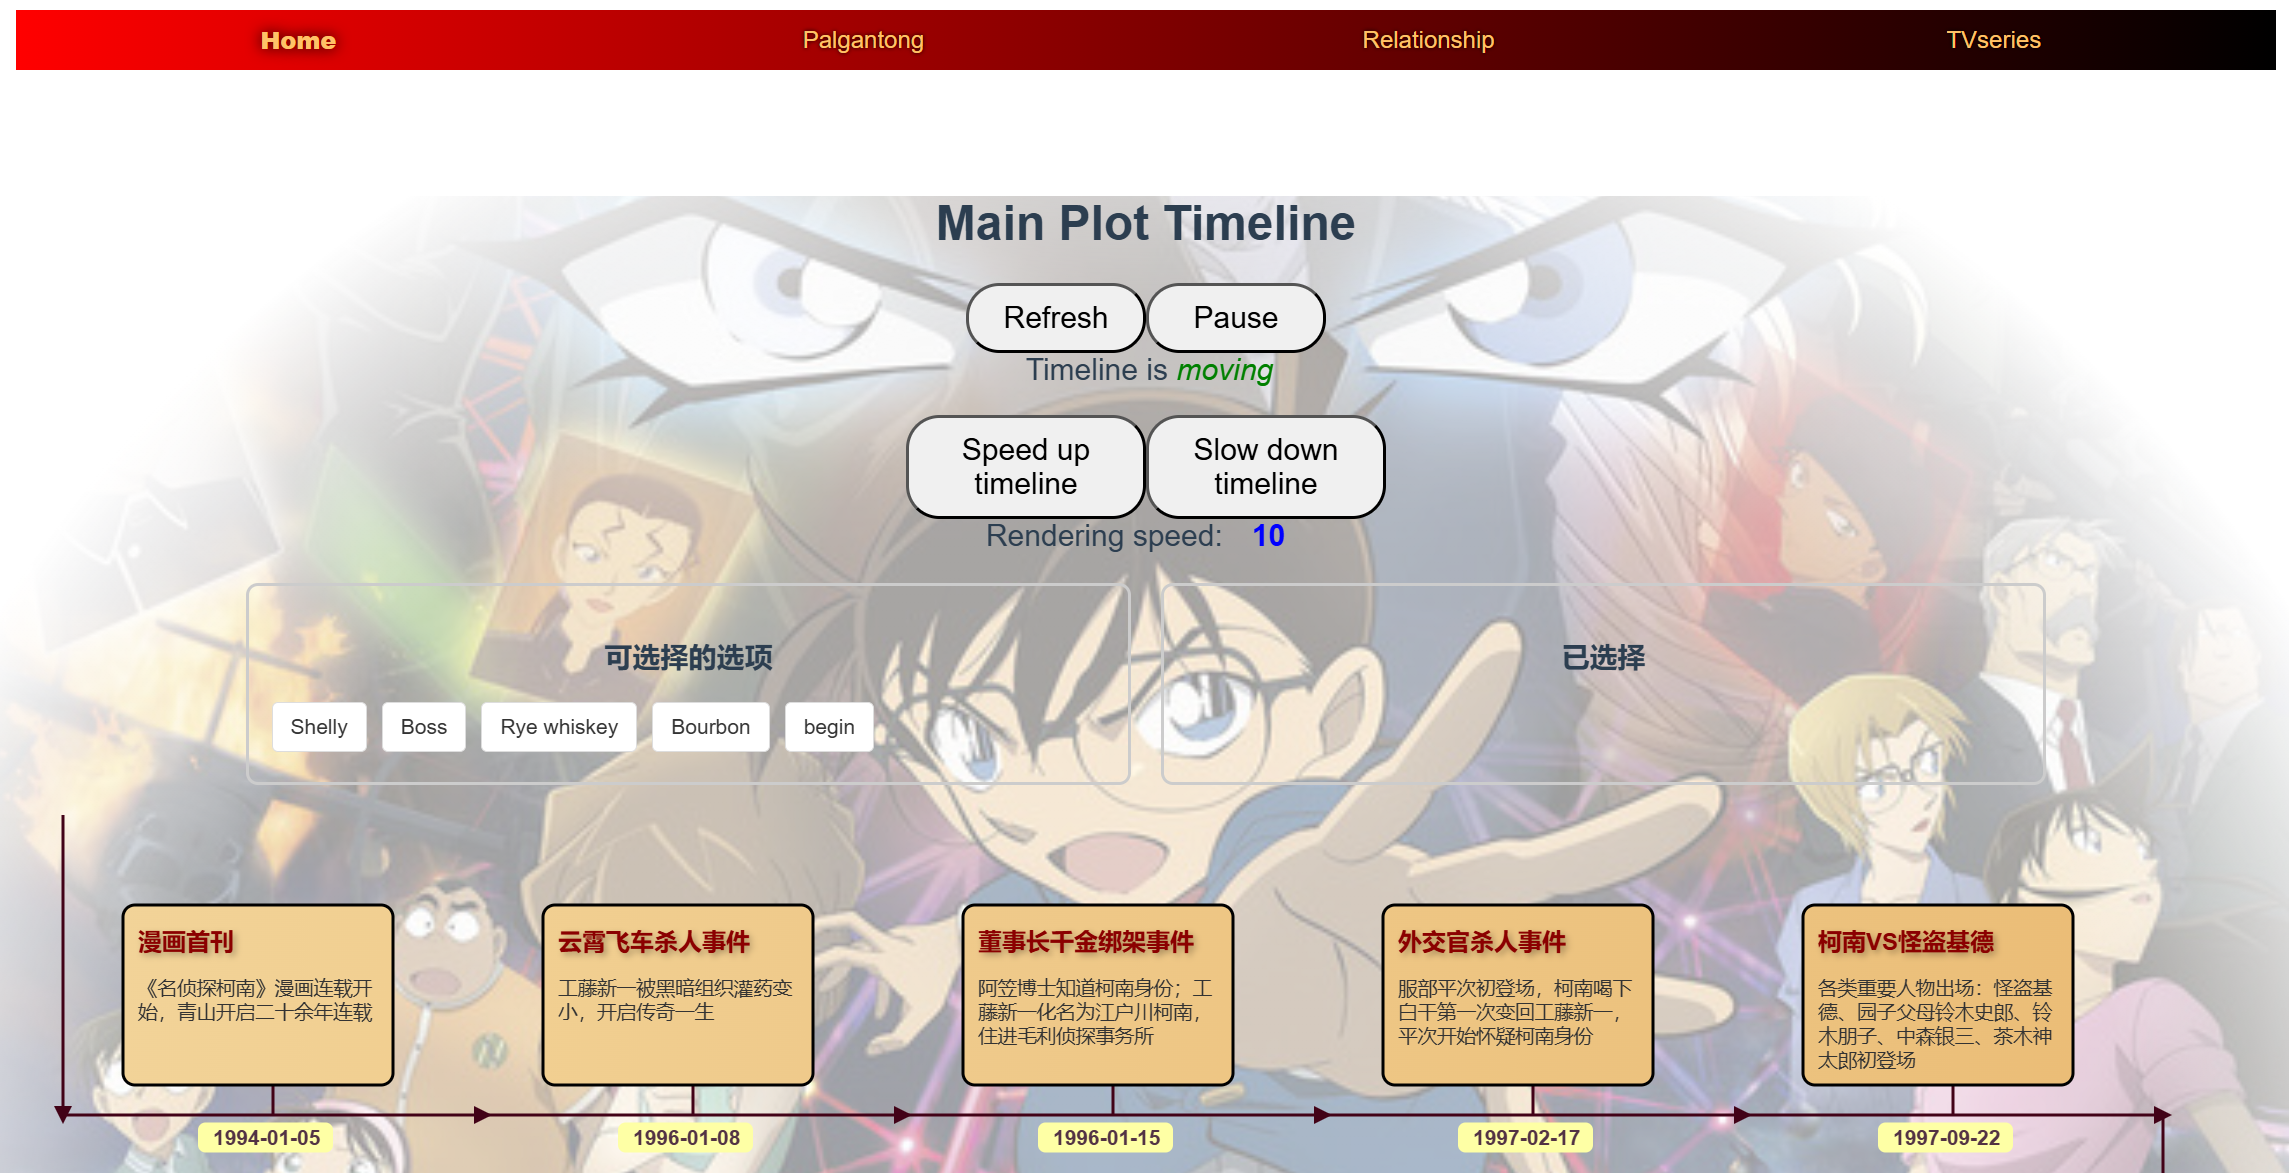 Home Palgantong Relationship TVseries
Main Plot Timeline
Refresh Pause
Timeline is moving
Speed up Slow down
timeline timeline
Rendering speed: 10
可选择的选项
Shelly Boss Rye whiskey Bourbon begin
已选择
漫画首刊
《名侦探柯南》漫画连载开
始，青山开启二十余年连载
1994-01-05
云霄飞车杀人事件
工藤新一被黑暗组织灌药变
小，开启传奇一生
1996-01-08
董事长千金绑架事件
阿笠博士知道柯南身份；工
藤新一化名为江户川柯南，
住进毛利侦探事务所
1996-01-15
外交官杀人事件
服部平次初登场，柯南喝下
白干第一次变回工藤新一，
平次开始怀疑柯南身份
1997-02-17
柯南VS怪盗基德
各类重要人物出场：怪盗基
德、园子父母铃木史郎、铃
木朋子、中森银三、茶木神
太郎初登场
1997-09-22